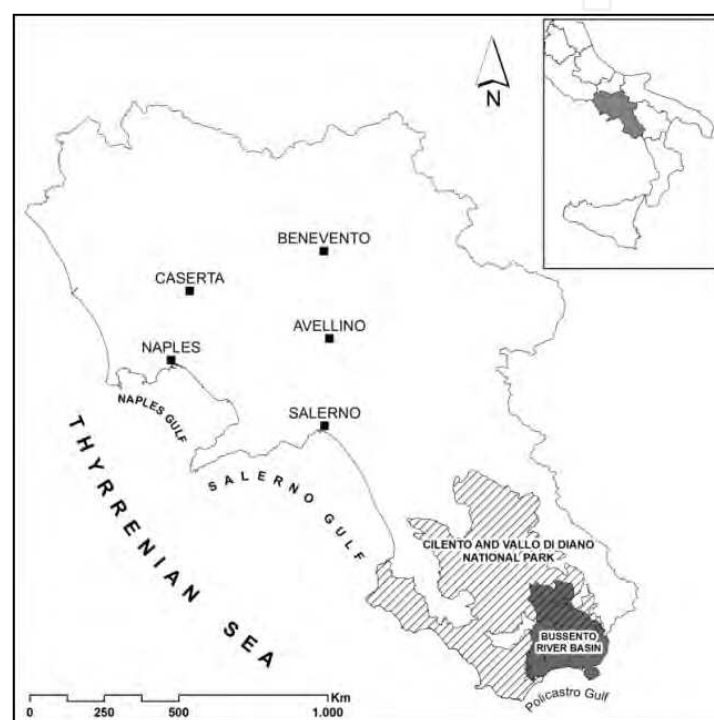 N
BENEVENTO
CASERTA
AVELLINO
NAPLES
NAPLES GULF
SALERNO
SALERNO GULF
THYRRENIAN SEA
CILENTO AND VALLO DI DIANO
NATIONAL PARK
BUSSENTO
RIVER BASIN
Policastro Gulf
Km
0 250 500 1.000